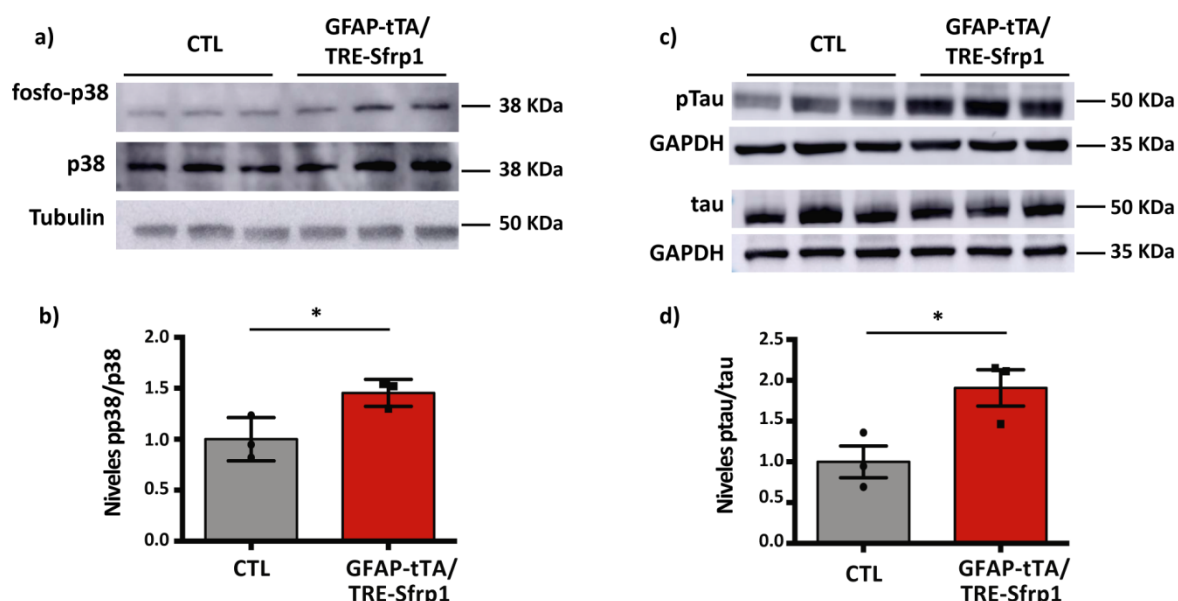 a)
CTL
GFAP-tTA/
TRE-Sfrp1
fosfo-p38
38 KDa
p38
38 KDa
Tubulin
50 KDa
b)
*
Niveles pp38/p38
2.0
1.5
1.0
0.5
0.0
CTL
GFAP-tTA/
TRE-Sfrp1
c)
CTL
GFAP-tTA/
TRE-Sfrp1
pTau
50 KDa
GAPDH
35 KDa
tau
50 KDa
GAPDH
35 KDa
d)
*
Niveles ptau/tau
2.5
2.0
1.5
1.0
0.5
0.0
CTL
GFAP-tTA/
TRE-Sfrp1